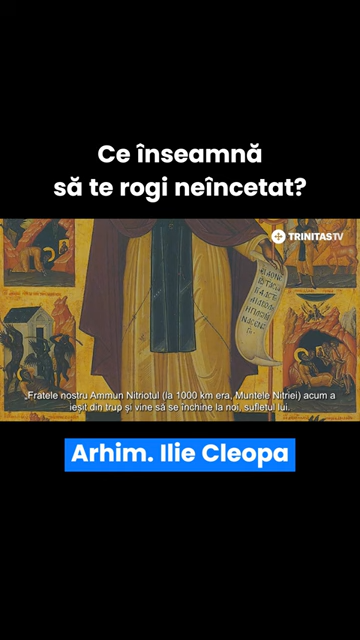 Ce înseamnă
să te rogi neîncetat?
TRINITAS TV
„Fratele nostru Ammun Nitriotul (la 1000 km era, Muntele Nitriei) acum a
ieșit din trup și vine să se închine la noi, sufletul lui.
Arhim. Ilie Cleopa